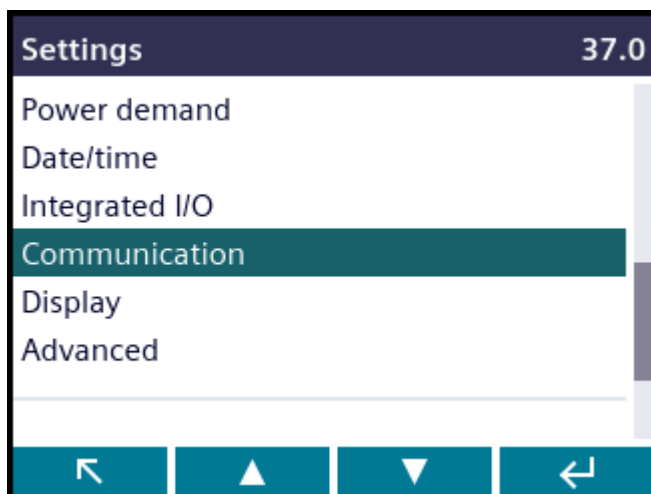 Settings 37.0
Power demand
Date/time
Integrated I/O
Communication
Display
Advanced